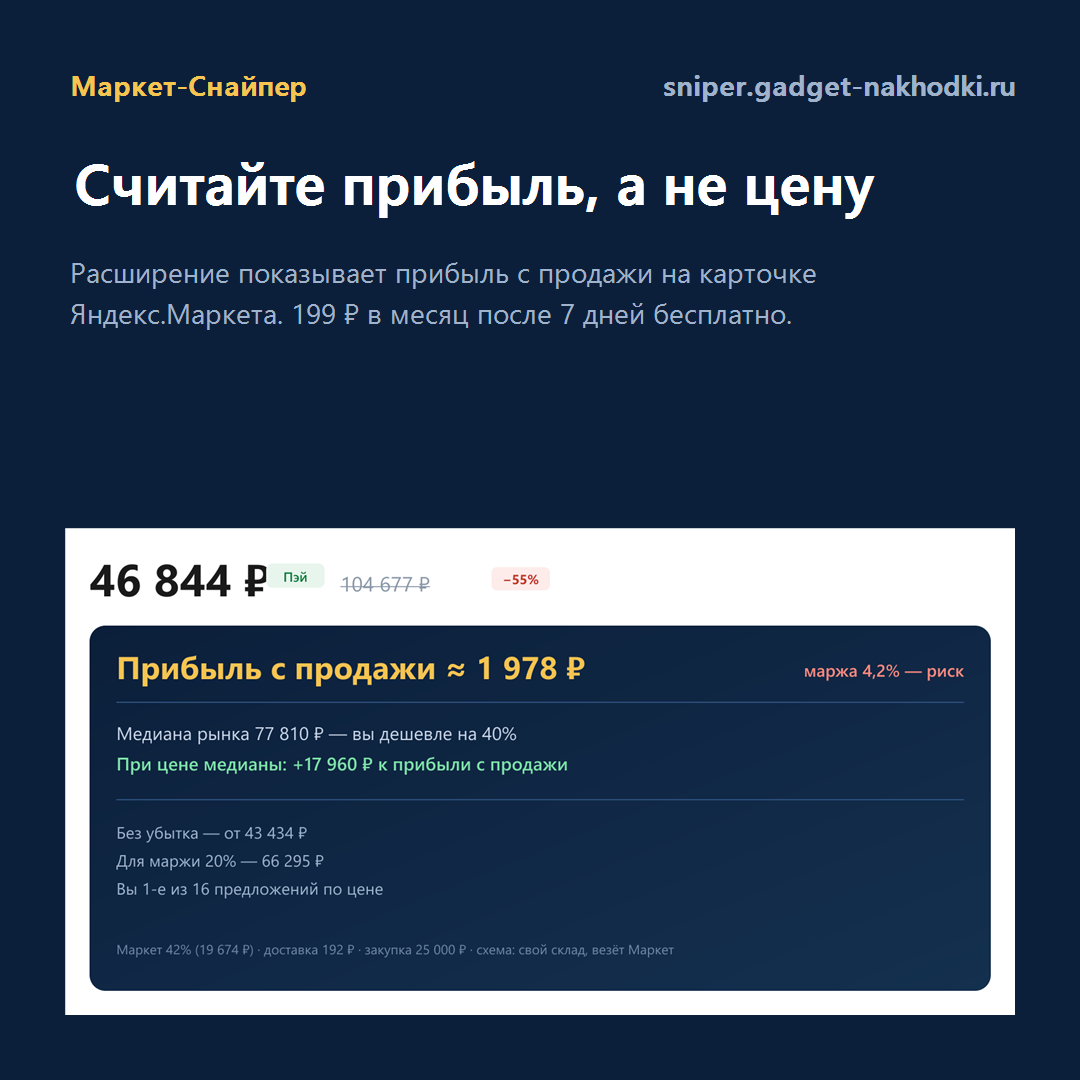 Маркет-Снайпер
sniper.gadget-nakhodki.ru
Считайте прибыль, а не цену
Расширение показывает прибыль с продажи на карточке
Яндекс.Маркета. 199 ₽ в месяц после 7 дней бесплатно.
46 844 ₽ Пэй 104 677 ₽ −55%
Прибыль с продажи ≈ 1 978 ₽
маржа 4,2% — риск
Медиана рынка 77 810 ₽ — вы дешевле на 40%
При цене медианы: +17 960 ₽ к прибыли с продажи
Без убытка — от 43 434 ₽
Для маржи 20% — 66 295 ₽
Вы 1-е из 16 предложений по цене
Маркет 42% (19 674 ₽) · доставка 192 ₽ · закупка 25 000 ₽ · схема: свой склад, везёт Маркет